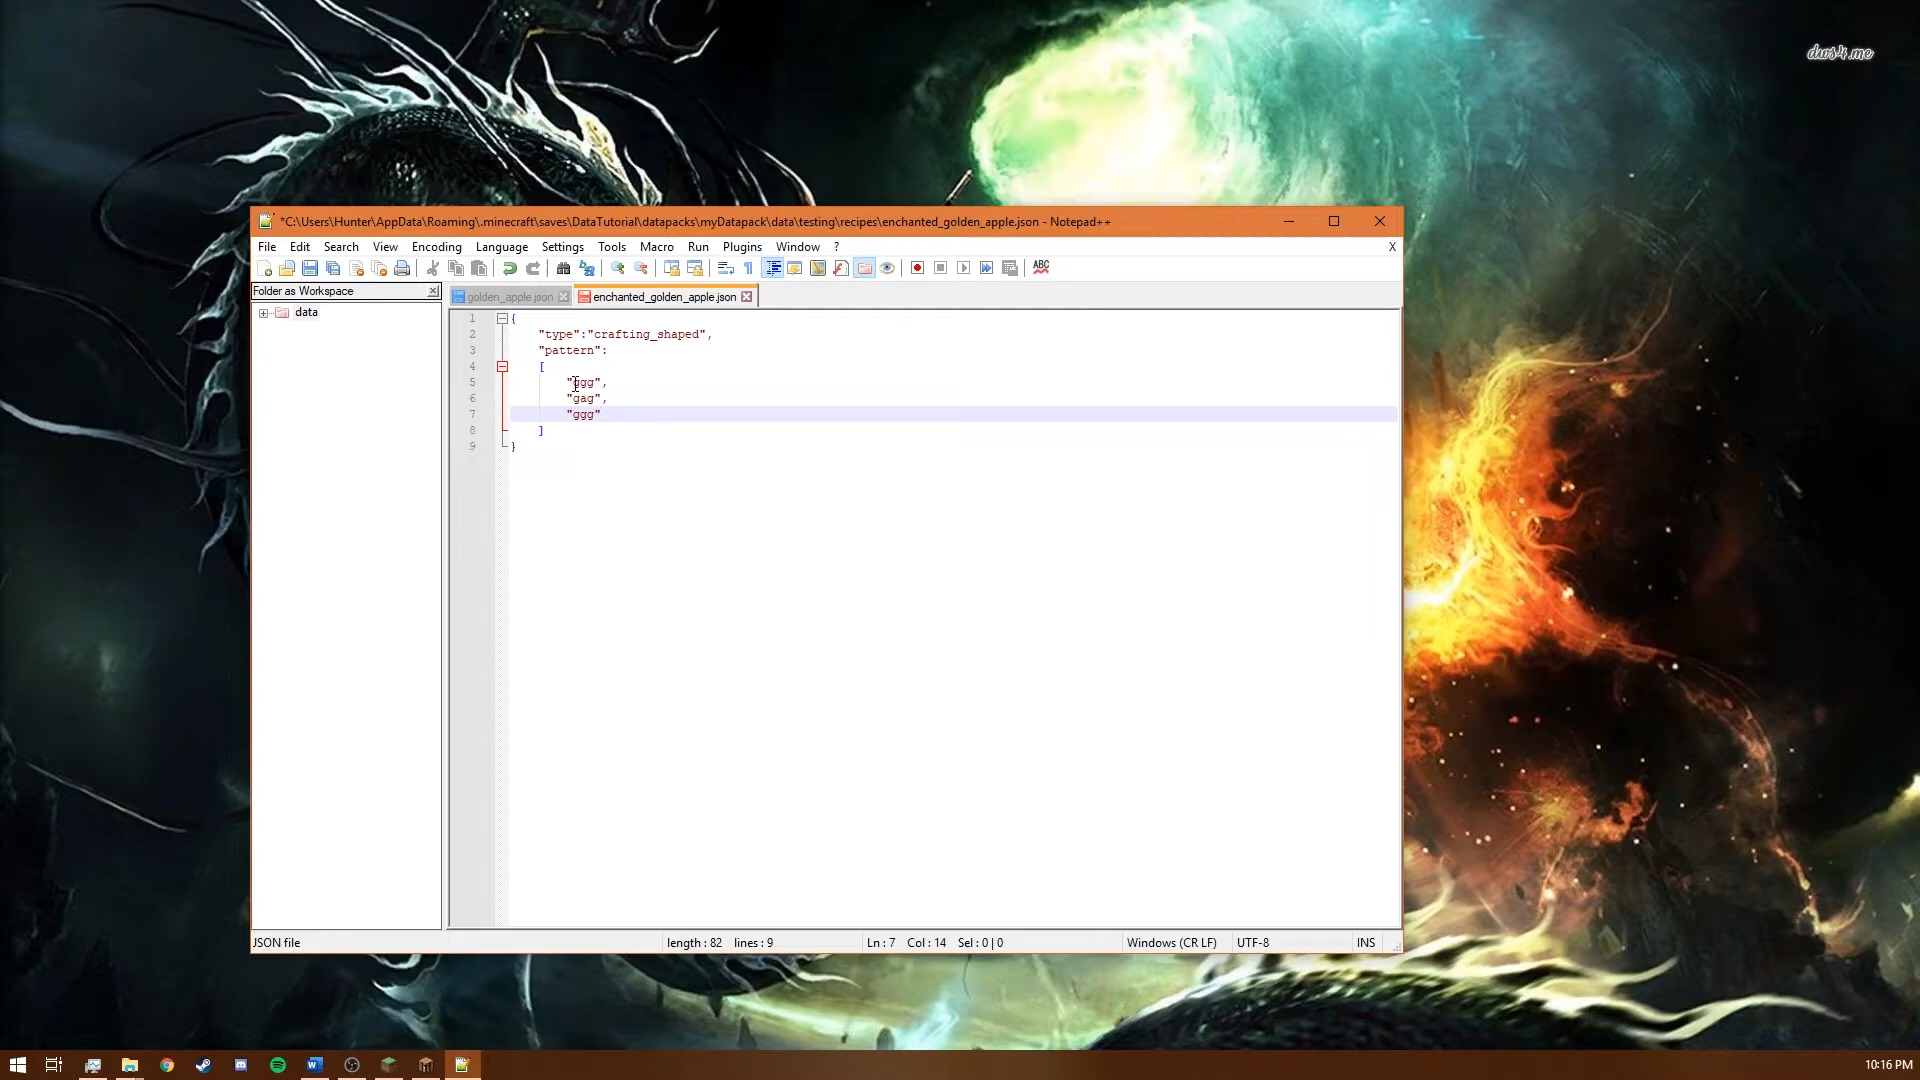 dws4.me
*C:\Users\Hunter\AppData\Roaming\.minecraft\saves\DataTutorial\datapacks\myDatapack\data\testing\recipes\enchanted_golden_apple.json - Notepad++
File Edit Search View Encoding Language Settings Tools Macro Run Plugins Window ? X
ABC
Folder as Workspace
golden_apple.json enchanted_golden_apple.json
data
1 {
2 "type":"crafting_shaped",
3 "pattern":
4 [
5 "ggg",
6 "gag",
7 "ggg"
8 ]
9 }
JSON file length : 82 lines : 9 Ln : 7 Col : 14 Sel : 0 | 0 Windows (CR LF) UTF-8 INS
10:16 PM